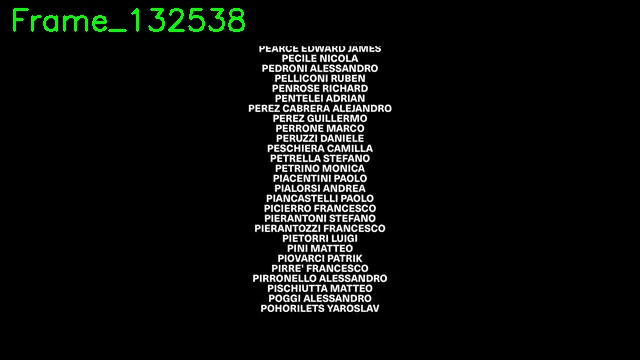 Frame_132538
PEARCE EDWARD JAMES
PECILE NICOLA
PEDRONI ALESSANDRO
PELLICONI RUBEN
PENROSE RICHARD
PENTELEI ADRIAN
PEREZ CABRERA ALEJANDRO
PEREZ GUILLERMO
PERRONE MARCO
PERUZZI DANIELE
PESCHIERA CAMILLA
PETRELLA STEFANO
PETRINO MONICA
PIACENTINI PAOLO
PIALORSI ANDREA
PIANCASTELLI PAOLO
PICIERRO FRANCESCO
PIERANTONI STEFANO
PIERANTOZZI FRANCESCO
PIETORRI LUIGI
PINI MATTEO
PIOVARCI PATRIK
PIRRE' FRANCESCO
PIRRONELLO ALESSANDRO
PISCHIUTTA MATTEO
POGGI ALESSANDRO
POHORILETS YAROSLAV